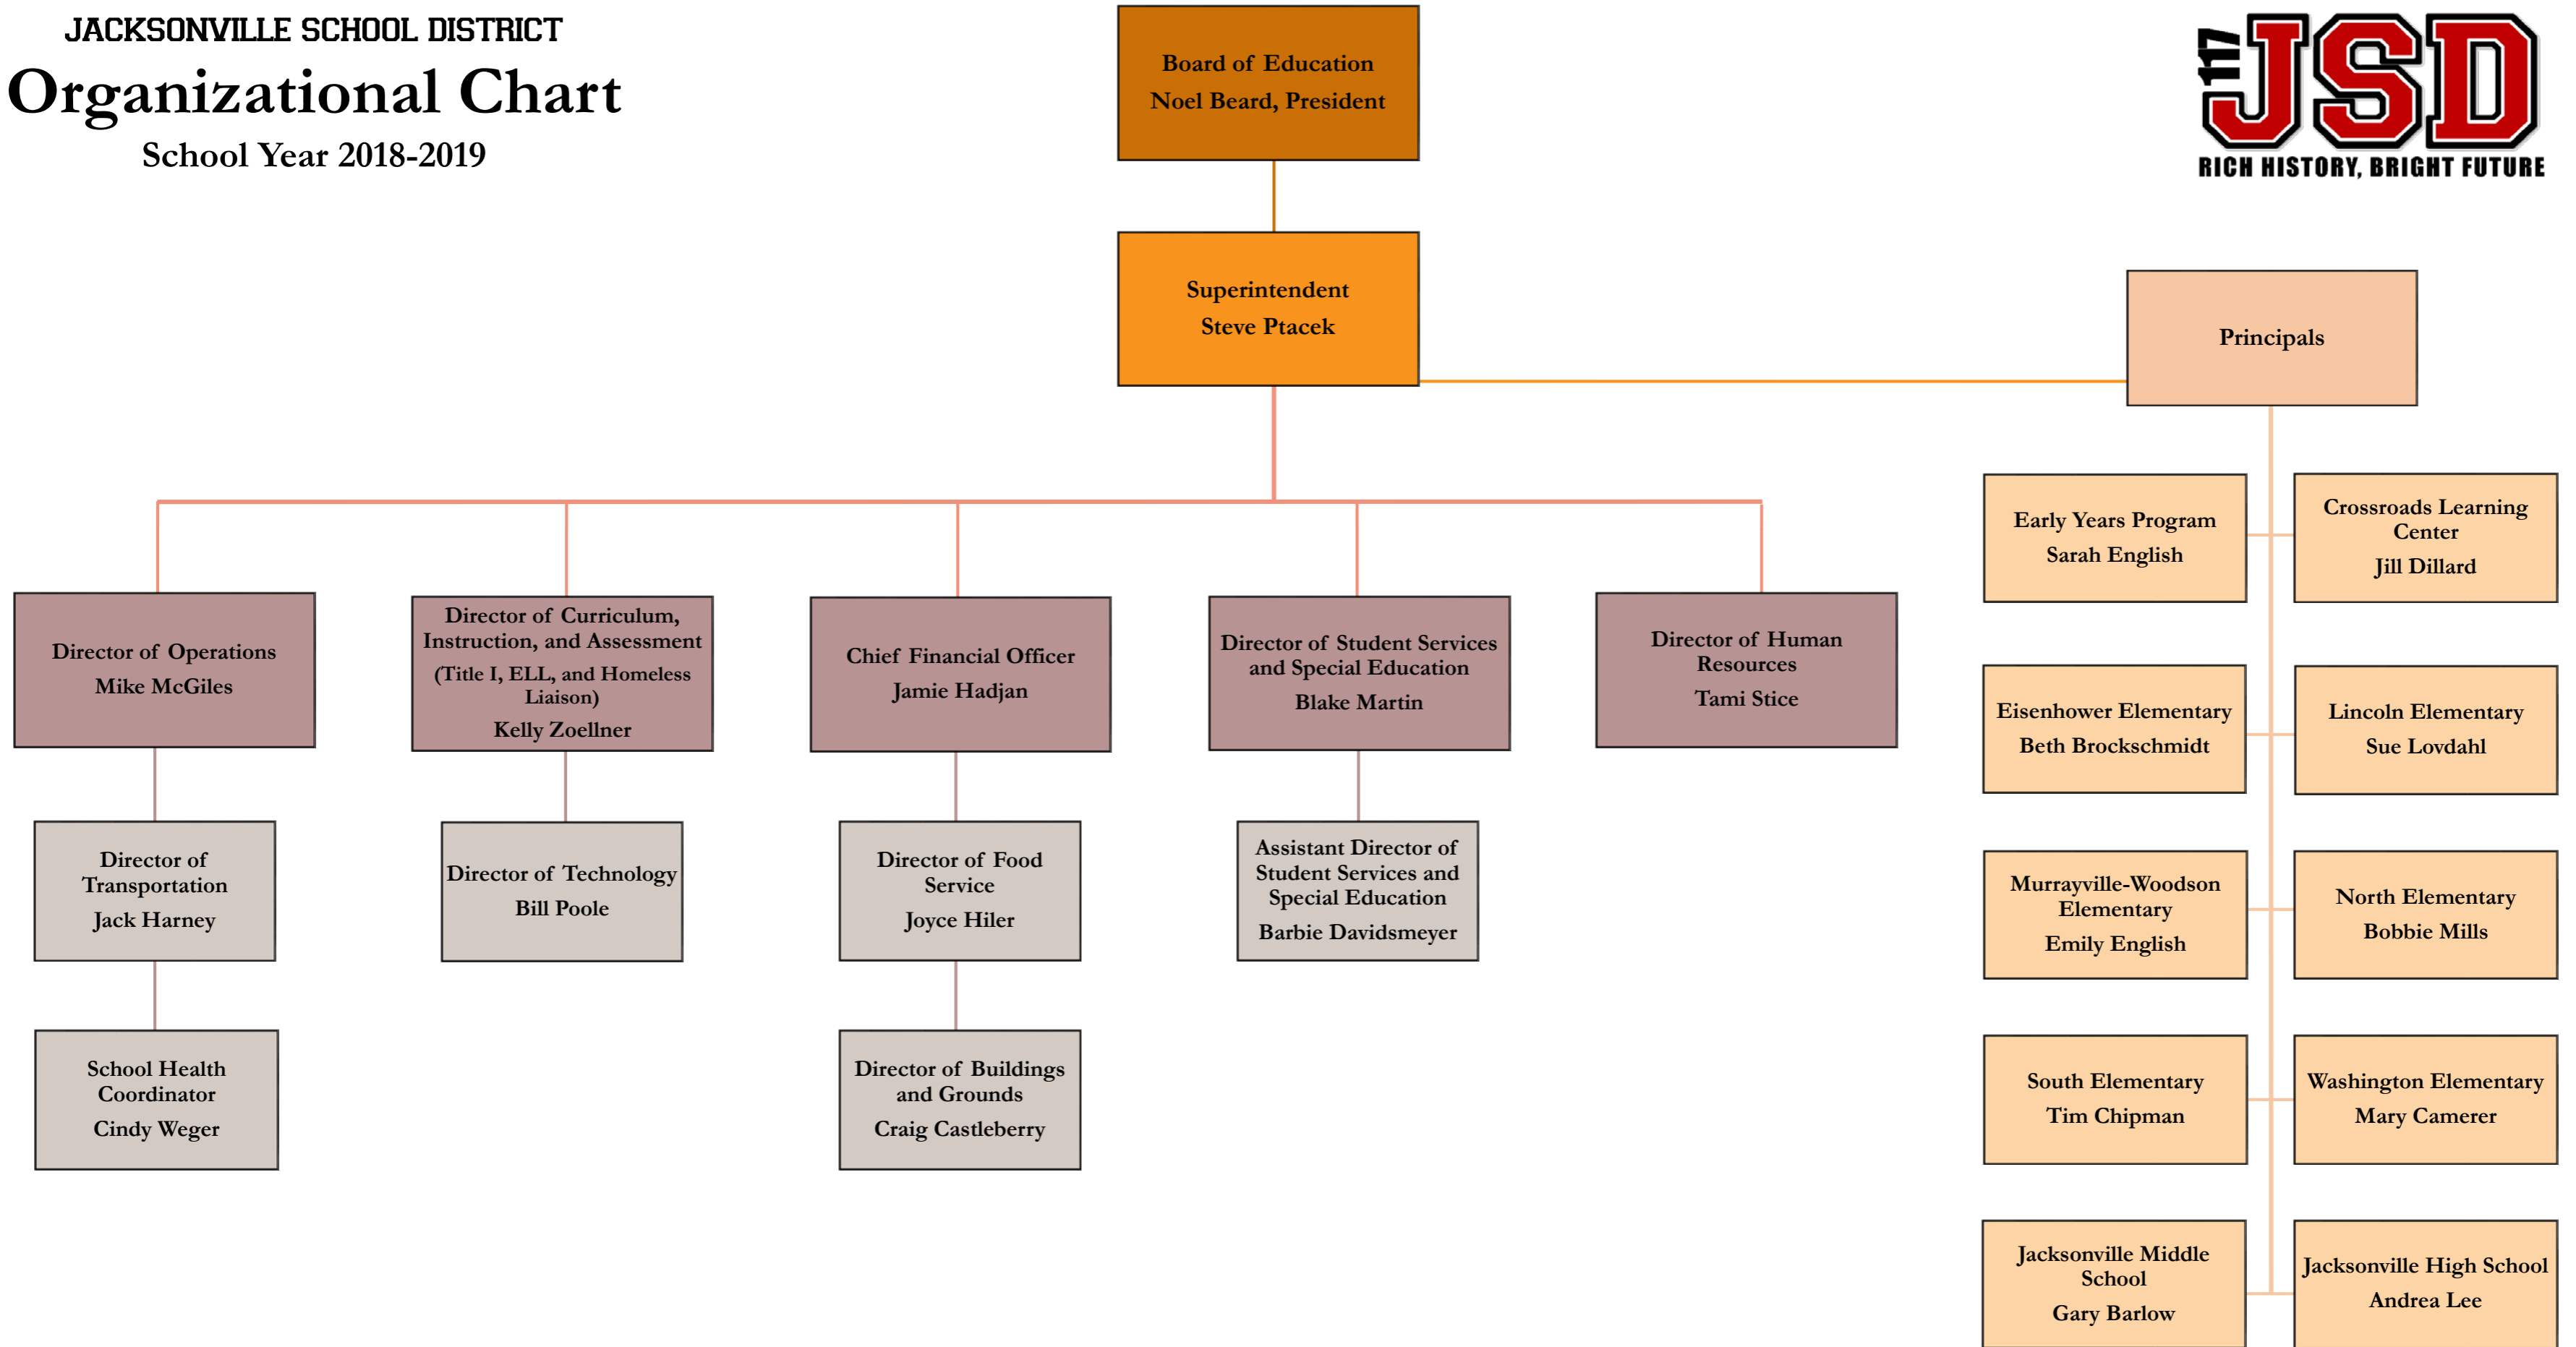 JACKSONVILLE SCHOOL DISTRICT
Organizational Chart
School Year 2018-2019
117
JSD
RICH HISTORY, BRIGHT FUTURE
Board of Education
Noel Beard, President
Superintendent
Steve Ptacek
Principals
Director of Operations
Mike McGiles
Director of Curriculum,
Instruction, and Assessment
(Title I, ELL, and Homeless
Liaison)
Kelly Zoellner
Chief Financial Officer
Jamie Hadjan
Director of Student Services
and Special Education
Blake Martin
Director of Human
Resources
Tami Stice
Director of
Transportation
Jack Harney
Director of Technology
Bill Poole
Director of Food
Service
Joyce Hiler
Assistant Director of
Student Services and
Special Education
Barbie Davidsmeyer
School Health
Coordinator
Cindy Weger
Director of Buildings
and Grounds
Craig Castleberry
Early Years Program
Sarah English
Crossroads Learning
Center
Jill Dillard
Eisenhower Elementary
Beth Brockschmidt
Lincoln Elementary
Sue Lovdahl
Murrayville-Woodson
Elementary
Emily English
North Elementary
Bobbie Mills
South Elementary
Tim Chipman
Washington Elementary
Mary Camerer
Jacksonville Middle
School
Gary Barlow
Jacksonville High School
Andrea Lee